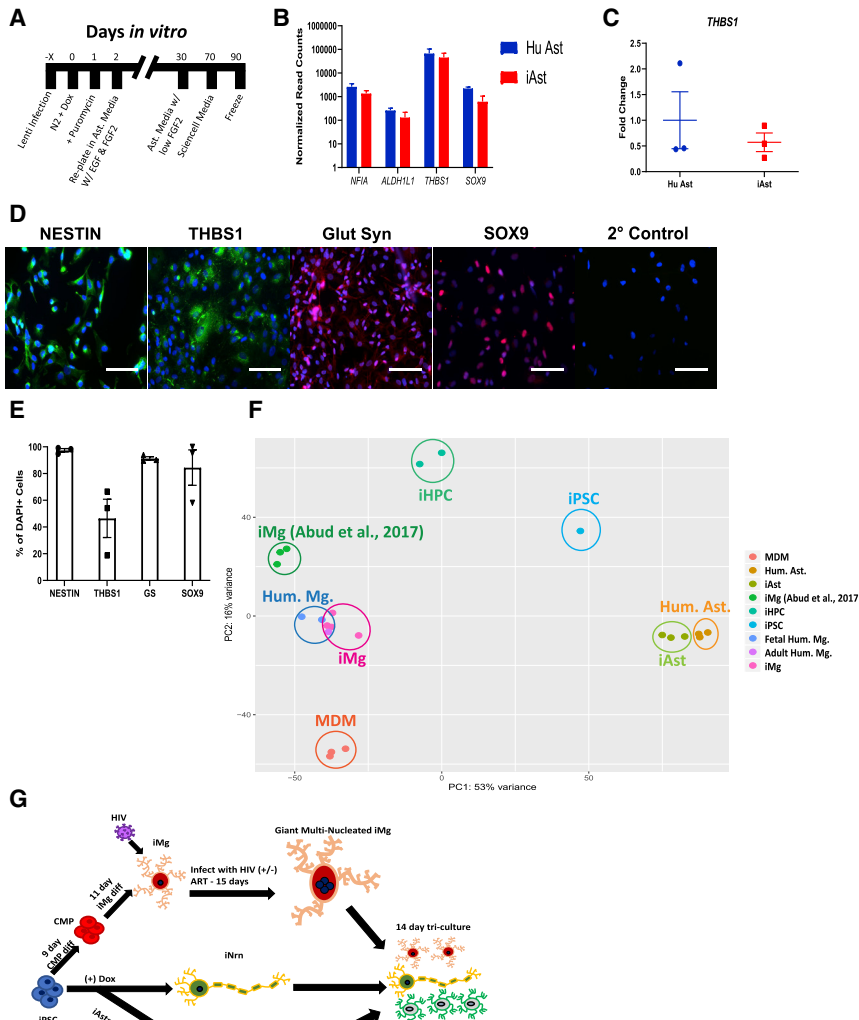 A
Days in vitro
-X 0 1 2 30 70 90
Lenti Infection
N2 + Dox
+ Puromycin
Re-plate in Ast. Media
W/ EGF & FGF2
Ast. Media w/
low FGF2
Sciencell Media
Freeze
B
Normalized Read Counts
1000000
100000
10000
1000
100
10
1
NFIA ALDH1L1 THBS1 SOX9
Hu Ast
iAst
C
THBS1
Fold Change
2.5
2.0
1.5
1.0
0.5
0.0
Hu Ast iAst
D
NESTIN THBS1 Glut Syn SOX9 2° Control
E
% of DAPI+ Cells
100
80
60
40
20
0
NESTIN THBS1 GS SOX9
F
iHPC
iPSC
iMg (Abud et al., 2017)
Hum. Mg.
iMg
Hum. Ast.
iAst
MDM
PC2: 16% variance
40
0
−40
−50 0 50
PC1: 53% variance
MDM
Hum. Ast.
iAst
iMg (Abud et al., 2017
iHPC
iPSC
Fetal Hum. Mg.
Adult Hum. Mg.
iMg
G
HIV
iMg
Giant Multi-Nucleated iMg
Infect with HIV (+/-)
ART - 15 days
11 day
iMg diff
CMP
9 day
CMP diff
14 day tri-culture
iNrn
(+) Dox
iPSC
iAst-